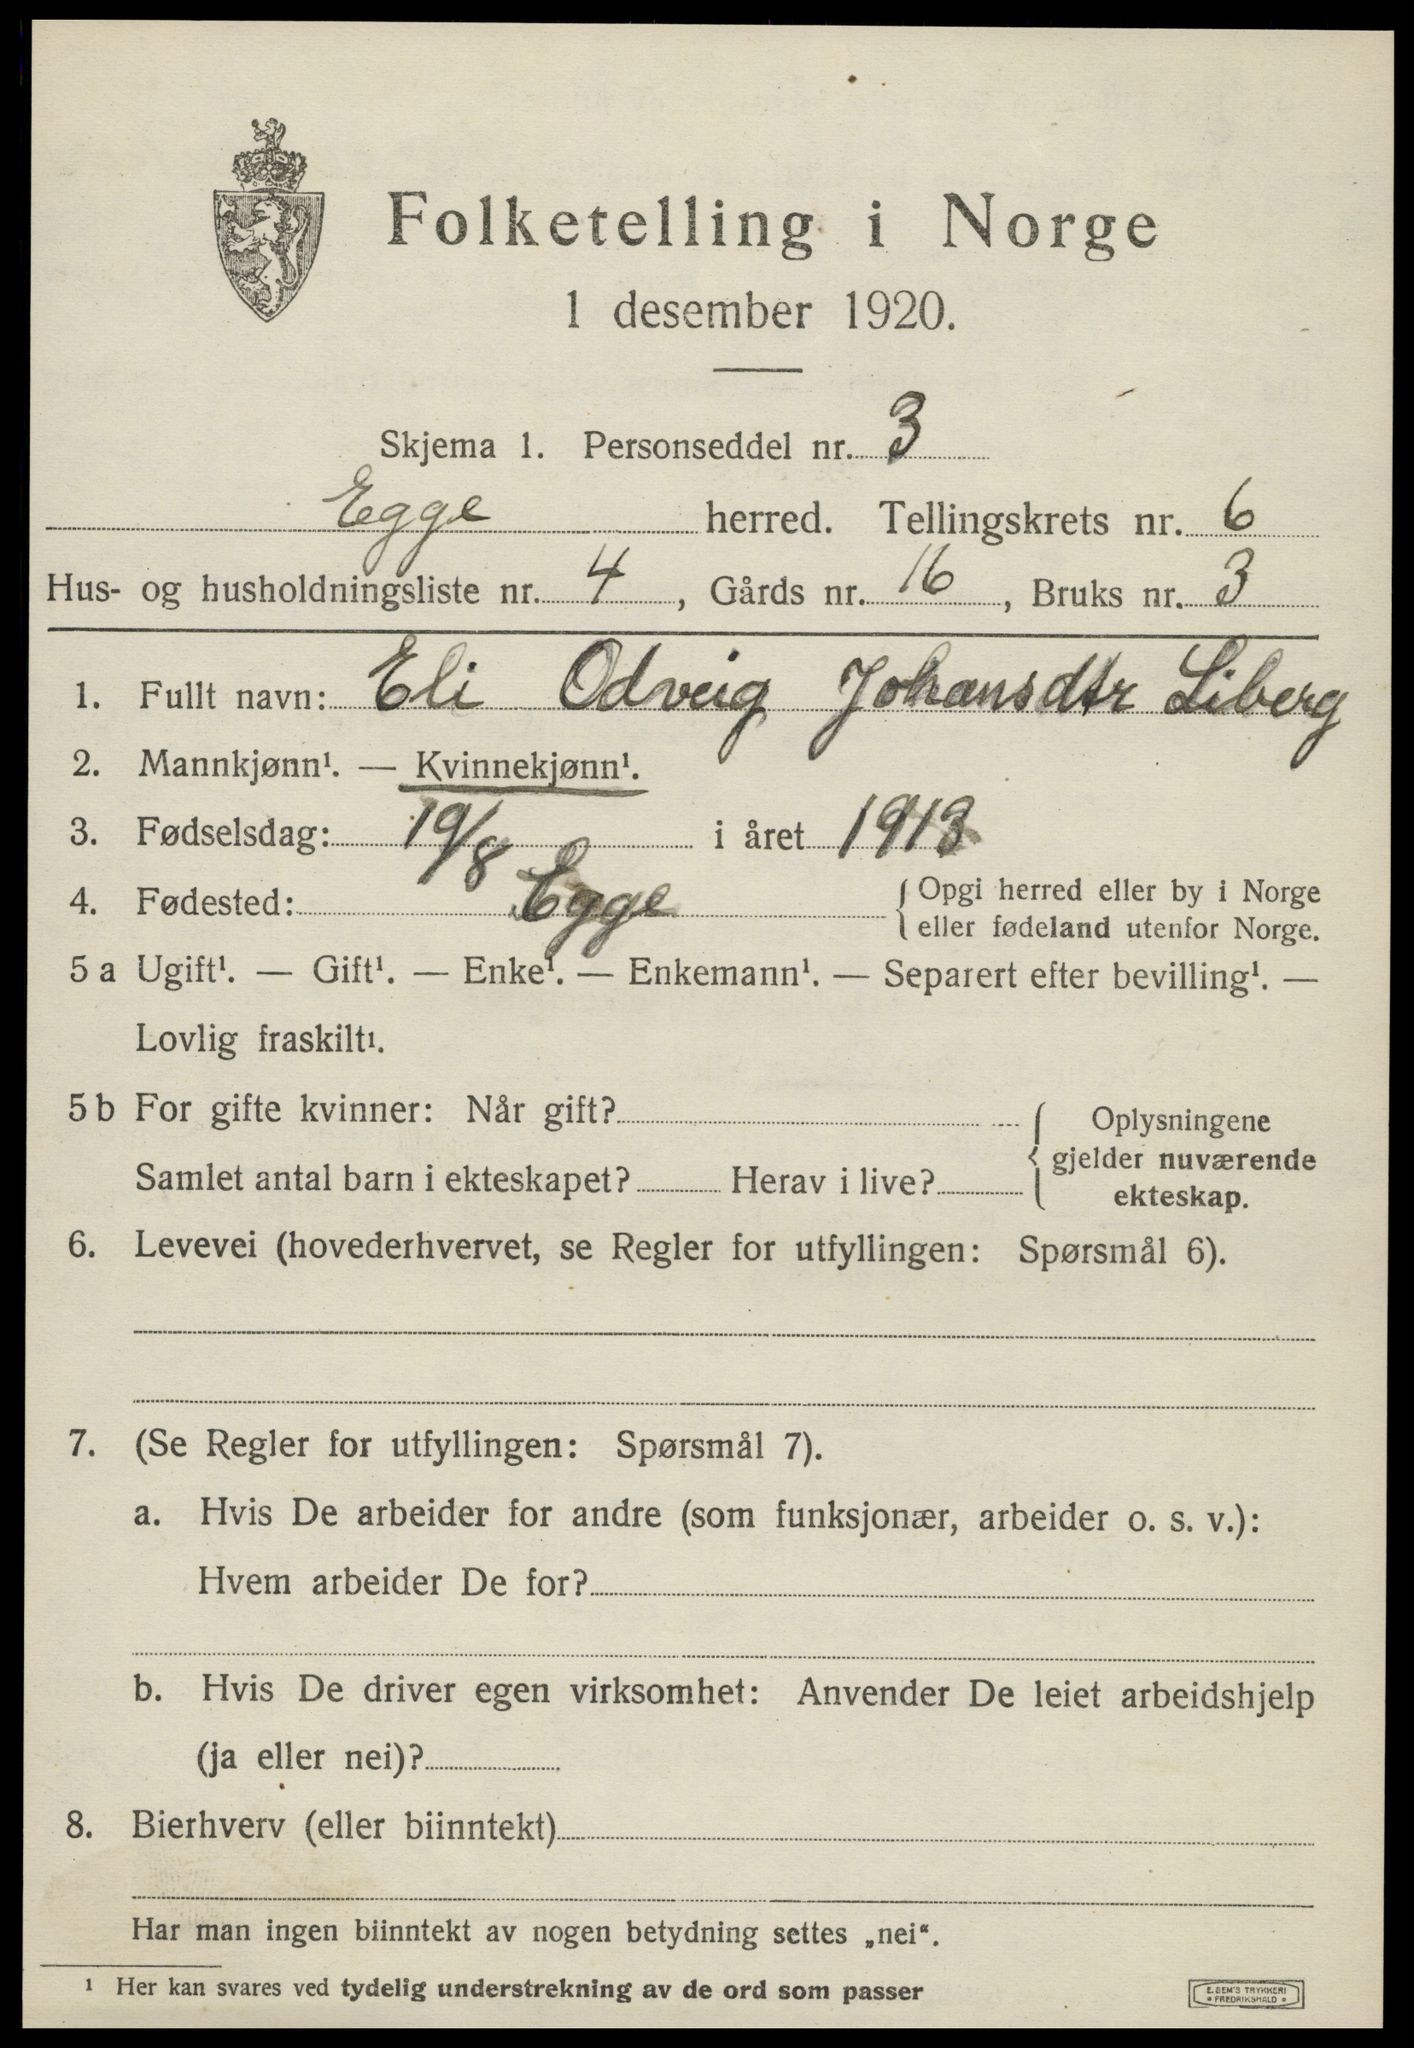 Folketelling i Norge
1 desember 1920.
Skjema 1. Personseddel nr. 3
Egge herred. Tellingskrets nr. 6
Hus- og husholdningsliste nr. 4, Gårds nr. 16, Bruks nr. 3
1. Fullt navn: Eli Odveig Johansdtr Liberg
2. Mannkjønn¹. — Kvinnekjønn¹.
3. Fødselsdag: 19/8 i året 1913
4. Fødested: Egge { Opgi herred eller by i Norge
eller fødeland utenfor Norge.
5 a Ugift¹. — Gift¹. — Enke¹. — Enkemann¹. — Separert efter bevilling¹. —
Lovlig fraskilt¹.
5 b For gifte kvinner: Når gift? { Oplysningene
gjelder nuværende
Samlet antal barn i ekteskapet? Herav i live? ekteskap.
6. Levevei (hovederhvervet, se Regler for utfyllingen: Spørsmål 6).
7. (Se Regler for utfyllingen: Spørsmål 7).
a. Hvis De arbeider for andre (som funksjonær, arbeider o. s. v.):
Hvem arbeider De for?
b. Hvis De driver egen virksomhet: Anvender De leiet arbeidshjelp
(ja eller nei)?
8. Bierhverv (eller biinntekt)
Har man ingen biinntekt av nogen betydning settes „nei“.
¹ Her kan svares ved tydelig understrekning av de ord som passer
E. SEM'S TRYKKERI
• FREDRIKSHALD •